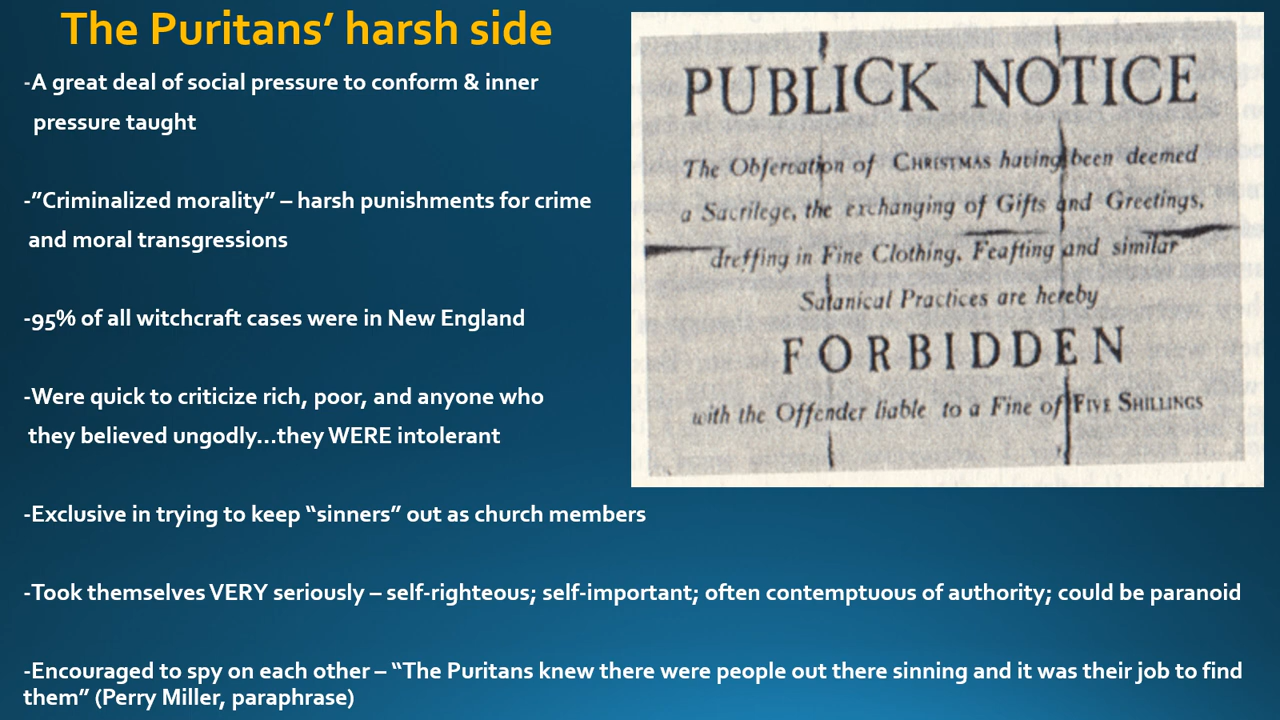 The Puritans’ harsh side
-A great deal of social pressure to conform & inner
pressure taught
-”Criminalized morality” – harsh punishments for crime
and moral transgressions
-95% of all witchcraft cases were in New England
-Were quick to criticize rich, poor, and anyone who
they believed ungodly…they WERE intolerant
-Exclusive in trying to keep “sinners” out as church members
-Took themselves VERY seriously – self-righteous; self-important; often contemptuous of authority; could be paranoid
-Encouraged to spy on each other – “The Puritans knew there were people out there sinning and it was their job to find
them” (Perry Miller, paraphrase)
PUBLICK NOTICE
The Obſervation of CHRISTMAS having been deemed
a Sacrilege, the exchanging of Gifts and Greetings,
dreſſing in Fine Clothing, Feaſting and similar
Satanical Practices are hereby
FORBIDDEN
with the Offender liable to a Fine of FIVE SHILLINGS